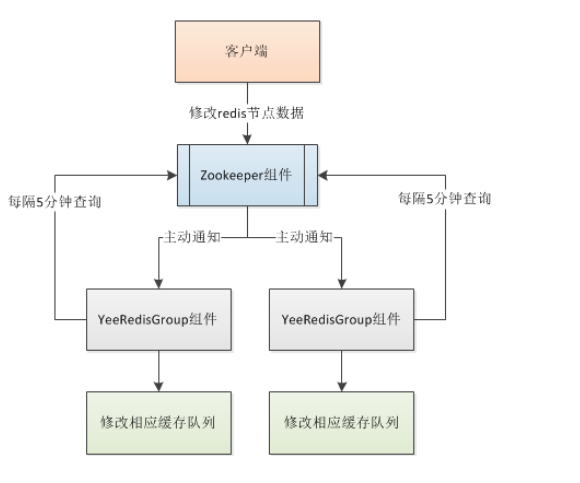 客户端
修改redis节点数据
Zookeeper组件
每隔5分钟查询
每隔5分钟查询
主动通知
主动通知
YeeRedisGroup组件
YeeRedisGroup组件
修改相应缓存队列
修改相应缓存队列